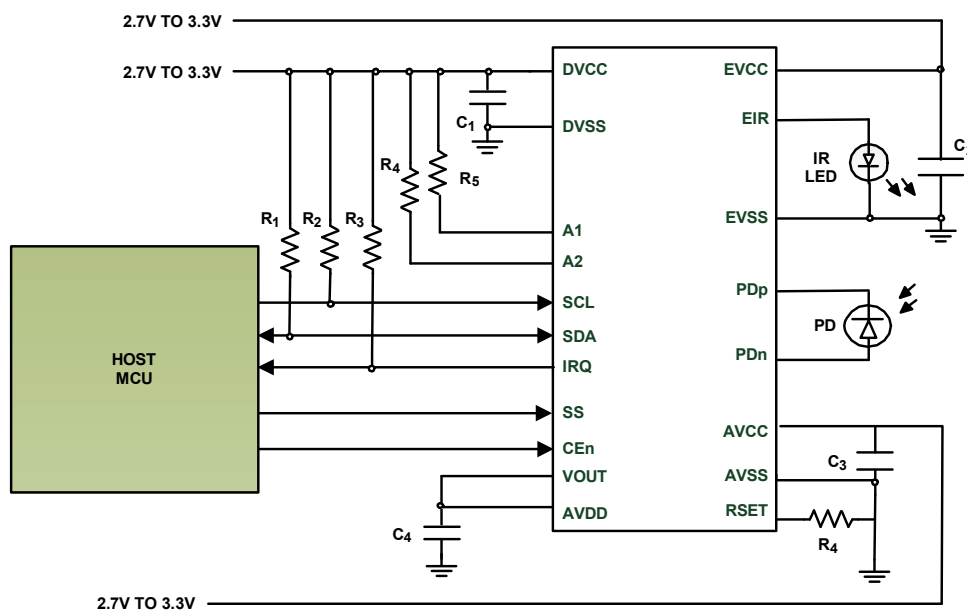 2.7V TO 3.3V
2.7V TO 3.3V
DVCC
EVCC
EIR
C1
DVSS
IR
LED
R4
R5
R1
R2
R3
EVSS
A1
A2
PDp
SCL
PD
SDA
PDn
HOST
MCU
IRQ
SS
AVCC
CEn
C3
VOUT
AVSS
AVDD
RSET
C4
R4
2.7V TO 3.3V